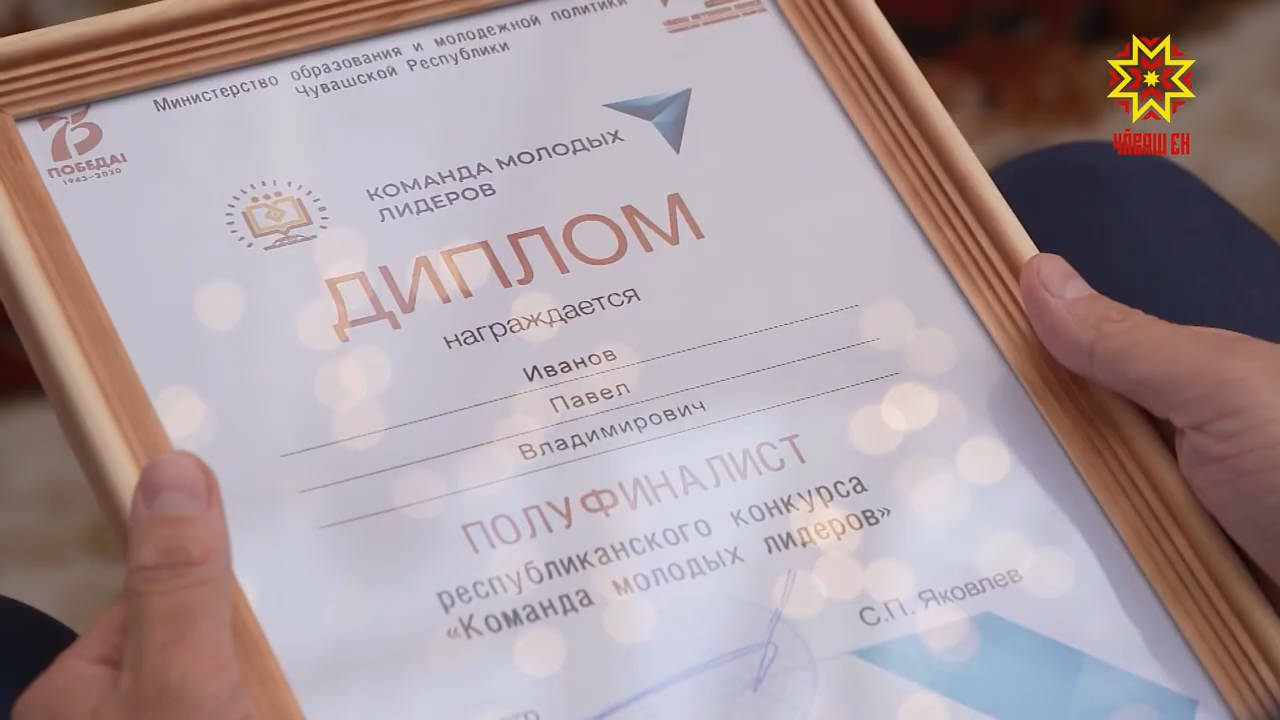 Министерство образования и молодежной политики
Чувашской Республики
75
ПОБЕДА!
1945–2020
ЧӐВАШ ЕН
КОМАНДА МОЛОДЫХ
ЛИДЕРОВ
ДИПЛОМ
награждается
Иванов
Павел
Владимирович
ПОЛУФИНАЛИСТ
республиканского конкурса
«Команда молодых лидеров»
С.П. Яковлев